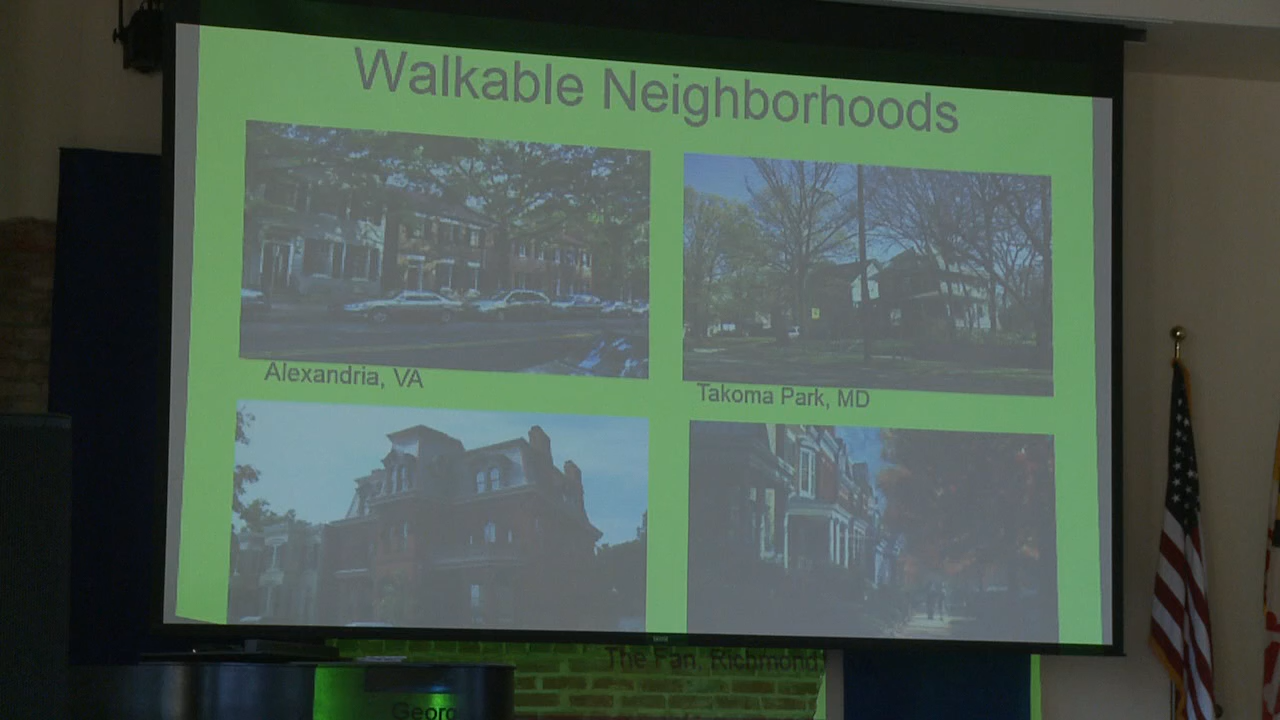 Walkable Neighborhoods
Alexandria, VA
Takoma Park, MD
The Fan, Richmond,
Georg